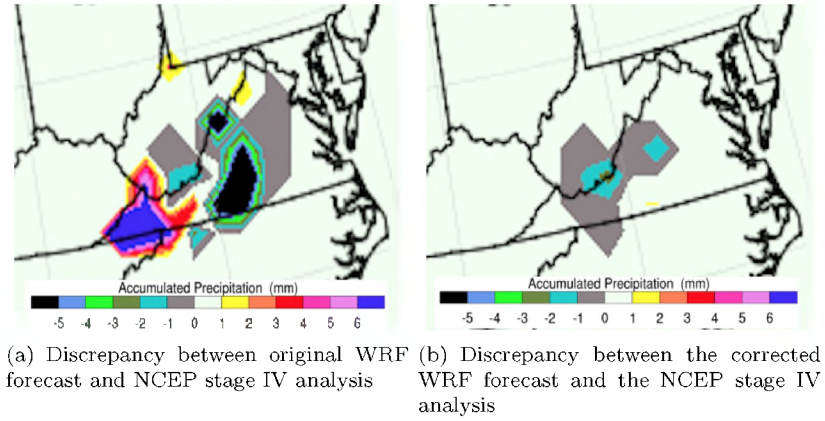 Accumulated Precipitation (mm)
-5 -4 -3 -2 -1 0 1 2 3 4 5 6
Accumulated Precipitation (mm)
-5 -4 -3 -2 -1 0 1 2 3 4 5 6
(a) Discrepancy between original WRF
forecast and NCEP stage IV analysis
(b) Discrepancy between the corrected
WRF forecast and the NCEP stage IV
analysis